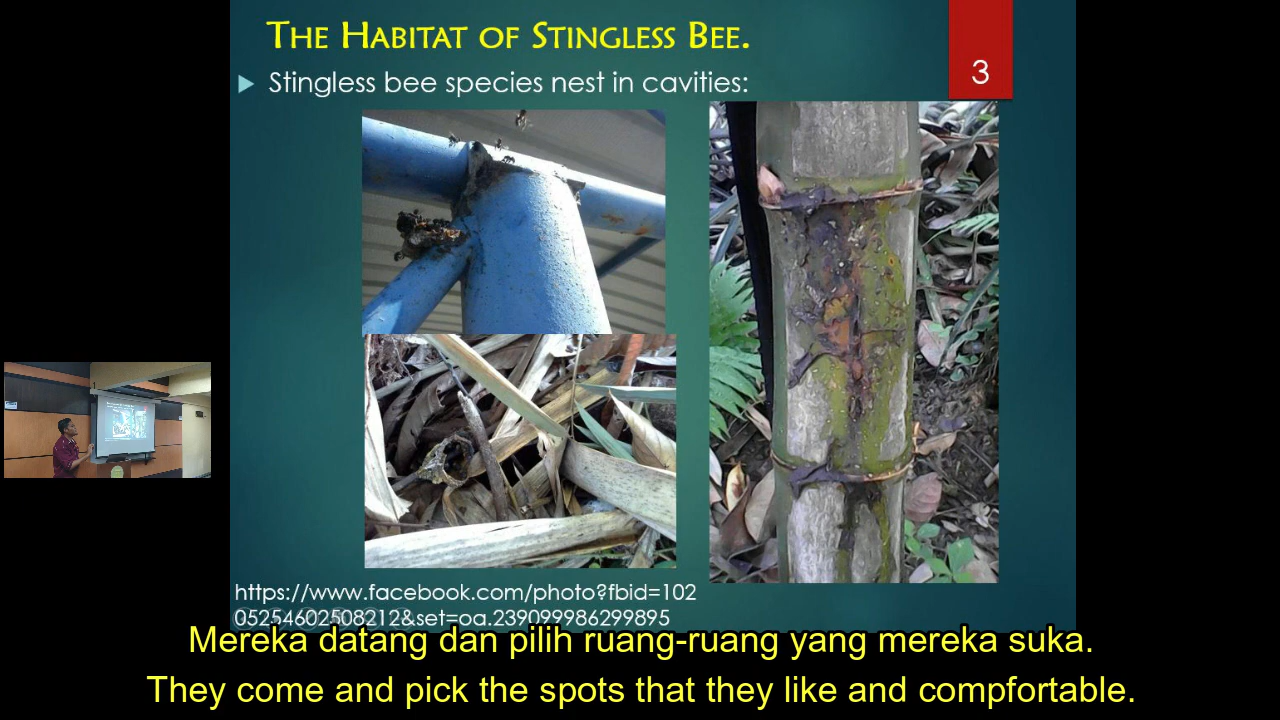 THE HABITAT OF STINGLESS BEE.
3
Stingless bee species nest in cavities:
https://www.facebook.com/photo?fbid=102
05254602508212&set=oa.239099986299895
Mereka datang dan pilih ruang-ruang yang mereka suka.
They come and pick the spots that they like and compfortable.